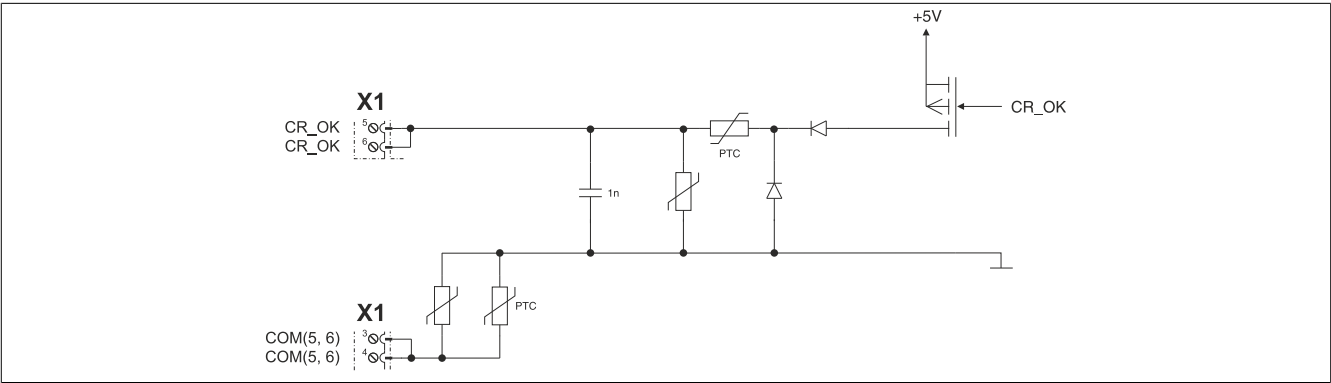 +5V
X1
CR_OK
5
CR_OK
6
CR_OK
PTC
1n
X1
PTC
COM(5, 6)
3
COM(5, 6)
4